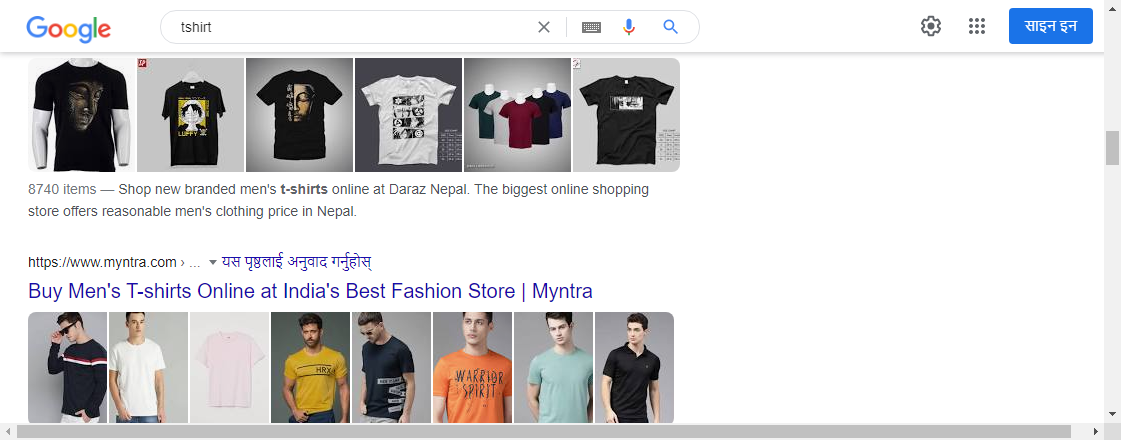 Google
tshirt
साइन इन
LUFFY
8740 items — Shop new branded men's t-shirts online at Daraz Nepal. The biggest online shopping
store offers reasonable men's clothing price in Nepal.
https://www.myntra.com › ... यस पृष्ठलाई अनुवाद गर्नुहोस्
Buy Men's T-shirts Online at India's Best Fashion Store | Myntra
HRX
WARRIOR
SPIRIT